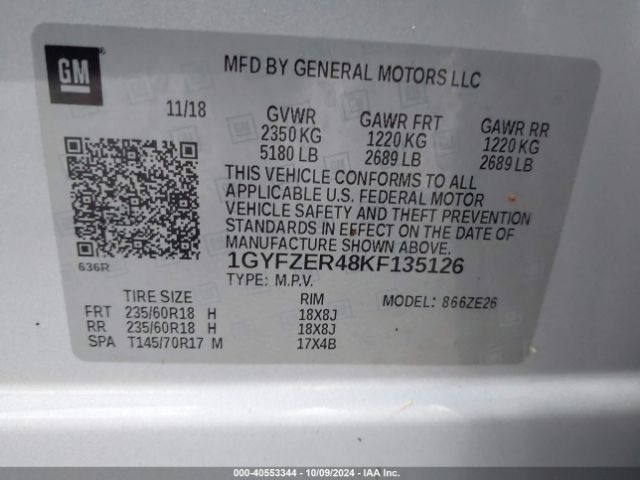 GM
MFD BY GENERAL MOTORS LLC
11/18 GVWR GAWR FRT GAWR RR
2350 KG 1220 KG 1220 KG
5180 LB 2689 LB 2689 LB
THIS VEHICLE CONFORMS TO ALL
APPLICABLE U.S. FEDERAL MOTOR
VEHICLE SAFETY AND THEFT PREVENTION
STANDARDS IN EFFECT ON THE DATE OF
MANUFACTURE SHOWN ABOVE.
636R 1GYFZER48KF135126
TYPE: M.P.V.
TIRE SIZE RIM MODEL: 866ZE26
FRT 235/60R18 H 18X8J
RR 235/60R18 H 18X8J
SPA T145/70R17 M 17X4B
000-40553344 - 10/09/2024 - IAA Inc.